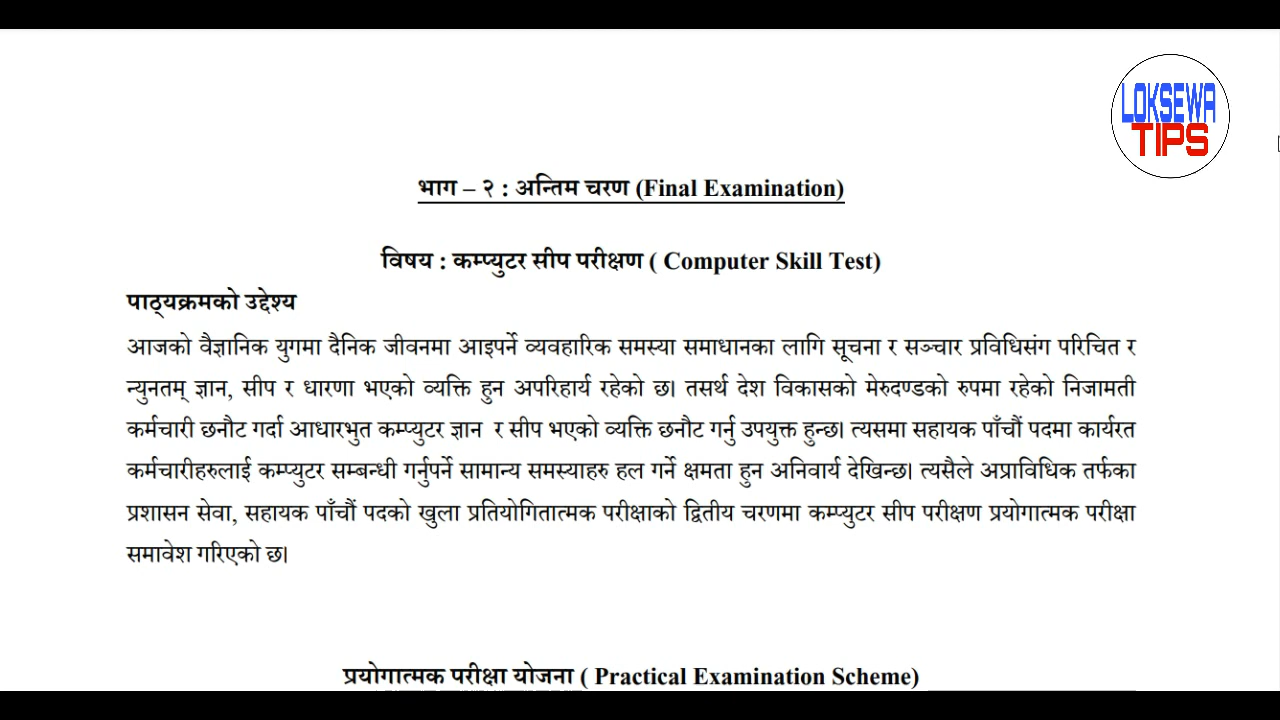 LOKSEWA
TIPS
भाग – २ : अन्तिम चरण (Final Examination)
विषय : कम्प्युटर सीप परीक्षण ( Computer Skill Test)
पाठ्यक्रमको उद्देश्य
आजको वैज्ञानिक युगमा दैनिक जीवनमा आइपर्ने व्यवहारिक समस्या समाधानका लागि सूचना र सञ्चार प्रविधिसंग परिचित र
न्युनतम् ज्ञान, सीप र धारणा भएको व्यक्ति हुन अपरिहार्य रहेको छ। तसर्थ देश विकासको मेरुदण्डको रुपमा रहेको निजामती
कर्मचारी छनौट गर्दा आधारभुत कम्प्युटर ज्ञान र सीप भएको व्यक्ति छनौट गर्नु उपयुक्त हुन्छ। त्यसमा सहायक पाँचौं पदमा कार्यरत
कर्मचारीहरुलाई कम्प्युटर सम्बन्धी गर्नुपर्ने सामान्य समस्याहरु हल गर्ने क्षमता हुन अनिवार्य देखिन्छ। त्यसैले अप्राविधिक तर्फका
प्रशासन सेवा, सहायक पाँचौं पदको खुला प्रतियोगितात्मक परीक्षाको द्वितीय चरणमा कम्प्युटर सीप परीक्षण प्रयोगात्मक परीक्षा
समावेश गरिएको छ।
प्रयोगात्मक परीक्षा योजना ( Practical Examination Scheme)